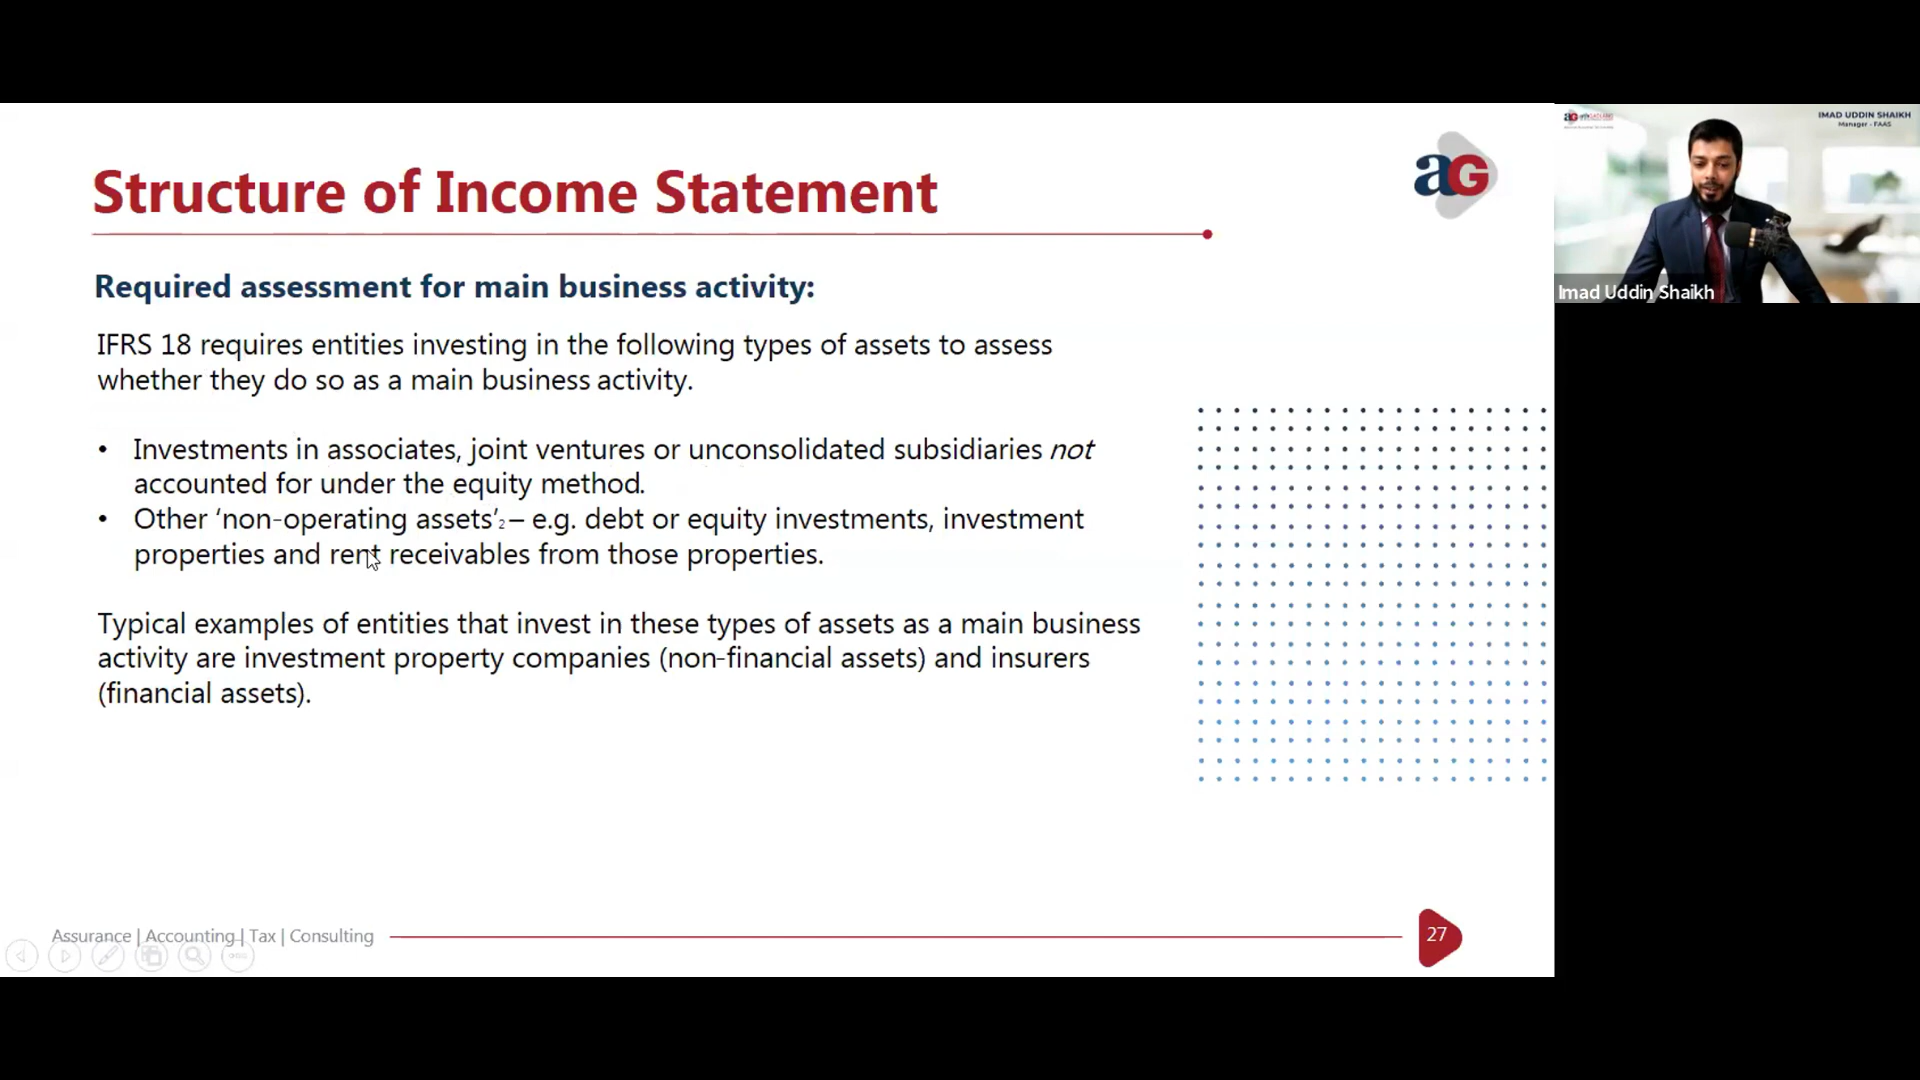 Structure of Income Statement
aG
Required assessment for main business activity:
IFRS 18 requires entities investing in the following types of assets to assess
whether they do so as a main business activity.
• Investments in associates, joint ventures or unconsolidated subsidiaries not
accounted for under the equity method.
• Other ‘non-operating assets’2 – e.g. debt or equity investments, investment
properties and rent receivables from those properties.
Typical examples of entities that invest in these types of assets as a main business
activity are investment property companies (non-financial assets) and insurers
(financial assets).
Assurance | Accounting | Tax | Consulting
27
aG
IMAD UDDIN SHAIKH
Manager - FAAS
Imad Uddin Shaikh